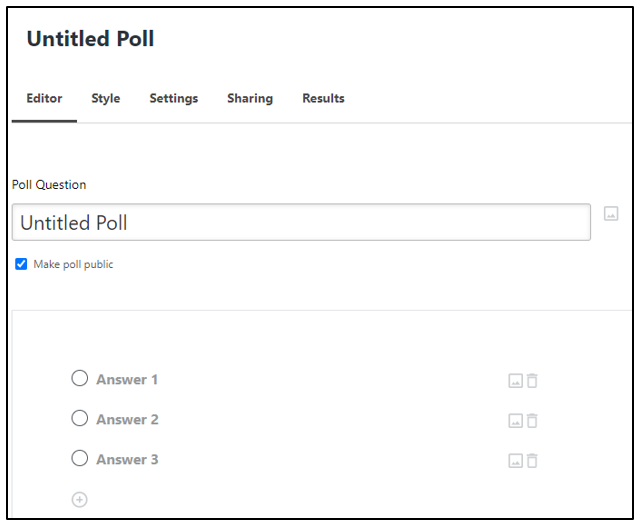 Untitled Poll
Editor Style Settings Sharing Results
Poll Question
Untitled Poll
Make poll public
Answer 1
Answer 2
Answer 3